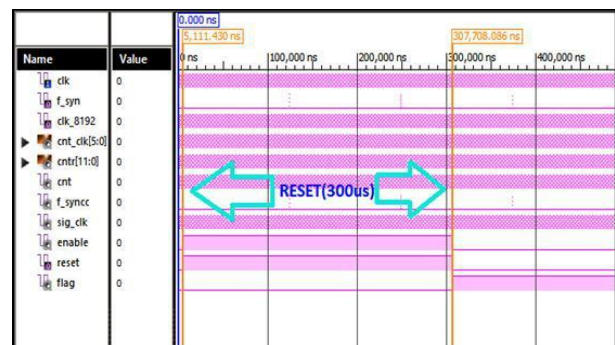 0.000 ns
5,111.430 ns
307,708.086 ns
Name
Value
0 ns
100,000 ns
200,000 ns
300,000 ns
400,000 ns
clk
0
f_syn
0
clk_8192
0
cnt_clk[5:0]
0
cntr[11:0]
0
cnt
0
RESET(300us)
f_syncc
0
sig_clk
0
enable
0
reset
0
flag
0